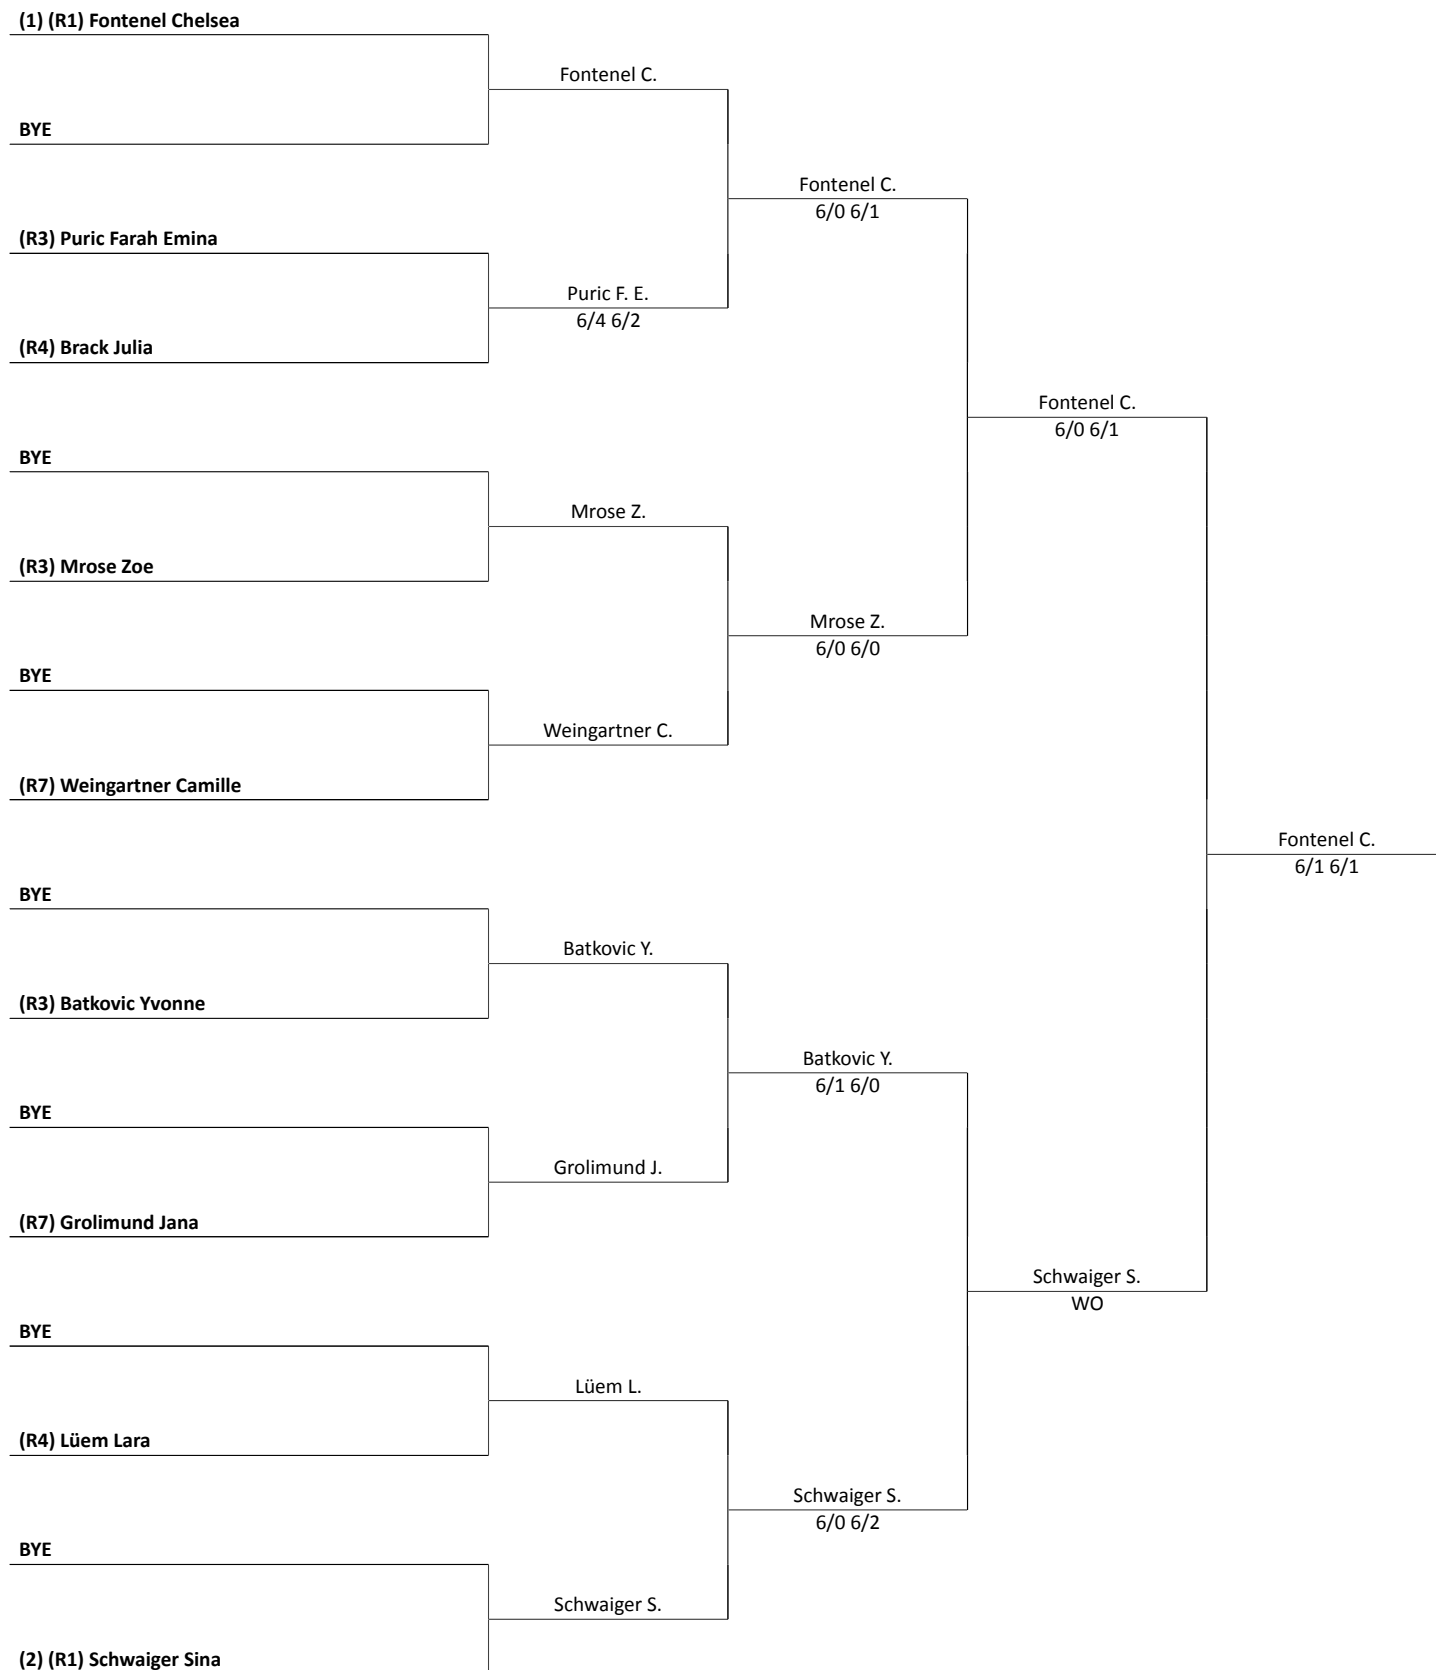 (1) (R1) Fontenel Chelsea
Fontenel C.
BYE
Fontenel C.
6/0 6/1
(R3) Puric Farah Emina
Puric F. E.
6/4 6/2
(R4) Brack Julia
Fontenel C.
6/0 6/1
BYE
Mrose Z.
(R3) Mrose Zoe
Mrose Z.
6/0 6/0
BYE
Weingartner C.
(R7) Weingartner Camille
Fontenel C.
6/1 6/1
BYE
Batkovic Y.
(R3) Batkovic Yvonne
Batkovic Y.
6/1 6/0
BYE
Grolimund J.
(R7) Grolimund Jana
Schwaiger S.
WO
BYE
Lüem L.
(R4) Lüem Lara
Schwaiger S.
6/0 6/2
BYE
Schwaiger S.
(2) (R1) Schwaiger Sina